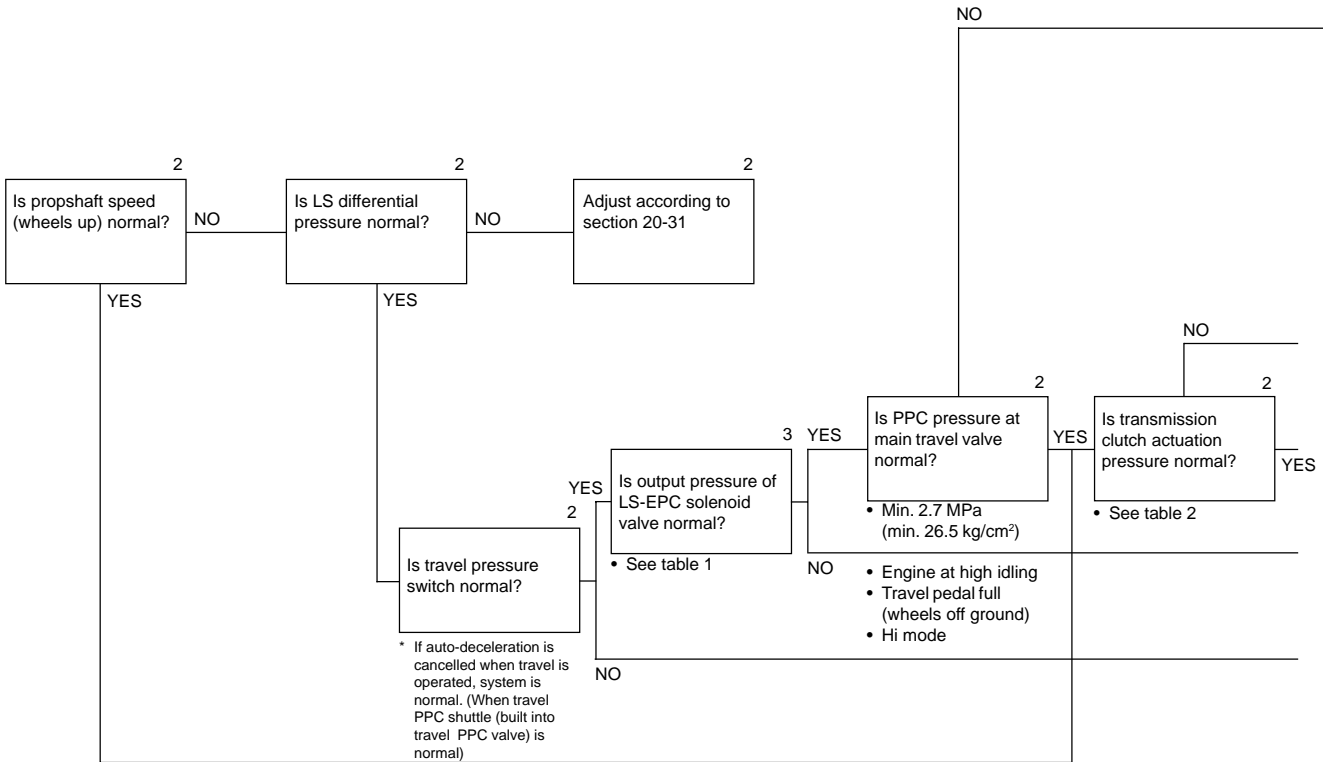 NO
2
Is propshaft speed
(wheels up) normal?
NO
YES
2
Is LS differential
pressure normal?
NO
YES
2
Adjust according to
section 20-31
2
Is travel pressure
switch normal?
* If auto-deceleration is
cancelled when travel is
operated, system is
normal. (When travel
PPC shuttle (built into
travel PPC valve) is
normal)
YES
NO
3
Is output pressure of
LS-EPC solenoid
valve normal?
• See table 1
YES
NO
2
Is PPC pressure at
main travel valve
normal?
• Min. 2.7 MPa
(min. 26.5 kg/cm²)
• Engine at high idling
• Travel pedal full
(wheels off ground)
• Hi mode
YES
NO
2
Is transmission
clutch actuation
pressure normal?
• See table 2
YES